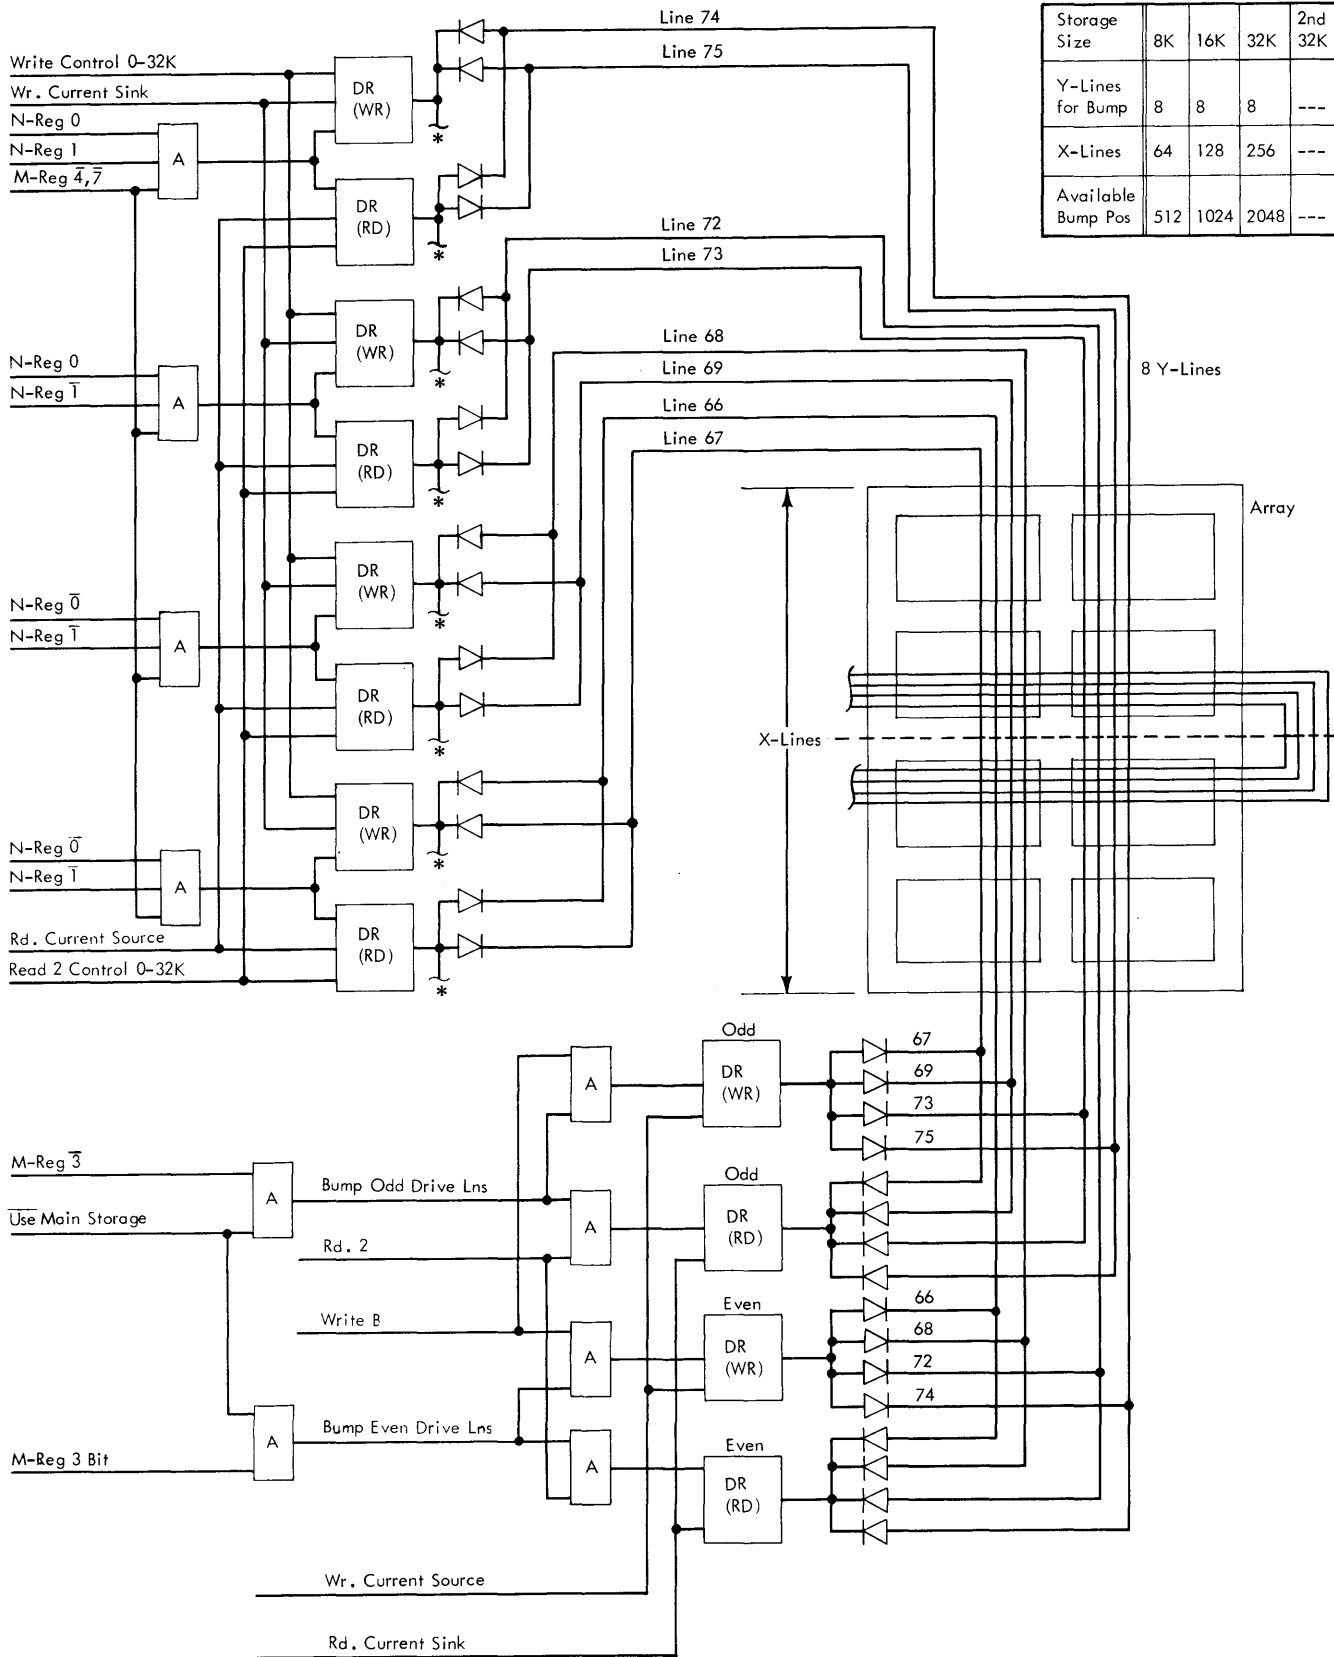 Line 74
Line 75
Storage Size 8K 16K 32K 2nd 32K
Y-Lines for Bump 8 8 8 ---
X-Lines 64 128 256 ---
Available Bump Pos 512 1024 2048 ---
Write Control 0-32K
Wr. Current Sink
N-Reg 0
N-Reg 1
M-Reg 4̅,7̅
A
DR (WR)
*
DR (RD)
*
Line 72
Line 73
DR (WR)
*
N-Reg 0
N-Reg 1̅
A
DR (RD)
*
Line 68
Line 69
Line 66
Line 67
8 Y-Lines
Array
X-Lines
DR (WR)
*
N-Reg 0̅
N-Reg 1̅
A
DR (RD)
*
DR (WR)
*
N-Reg 0̅
N-Reg 1̅
A
DR (RD)
*
Rd. Current Source
Read 2 Control 0-32K
Odd
A
DR (WR)
67
69
73
75
M-Reg 3̅
U̅s̅e̅ Main Storage
A
Bump Odd Drive Lns
Rd. 2
A
Odd
DR (RD)
Write B
A
Even
DR (WR)
66
68
72
74
M-Reg 3 Bit
A
Bump Even Drive Lns
A
Even
DR (RD)
Wr. Current Source
Rd. Current Sink